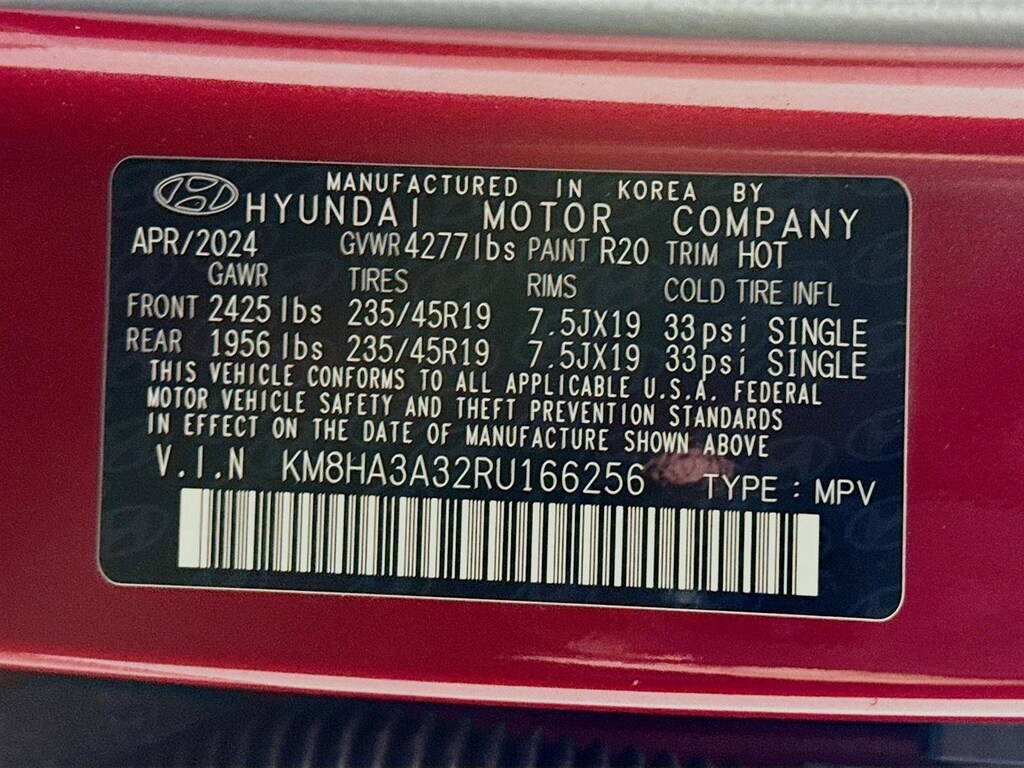 MANUFACTURED IN KOREA BY
HYUNDAI MOTOR COMPANY
APR/2024 GVWR 4277lbs PAINT R20 TRIM HOT
GAWR TIRES RIMS COLD TIRE INFL
FRONT 2425 lbs 235/45R19 7.5JX19 33psi SINGLE
REAR 1956 lbs 235/45R19 7.5JX19 33psi SINGLE
THIS VEHICLE CONFORMS TO ALL APPLICABLE U.S.A. FEDERAL
MOTOR VEHICLE SAFETY AND THEFT PREVENTION STANDARDS
IN EFFECT ON THE DATE OF MANUFACTURE SHOWN ABOVE
V.I.N KM8HA3A32RU166256 TYPE : MPV